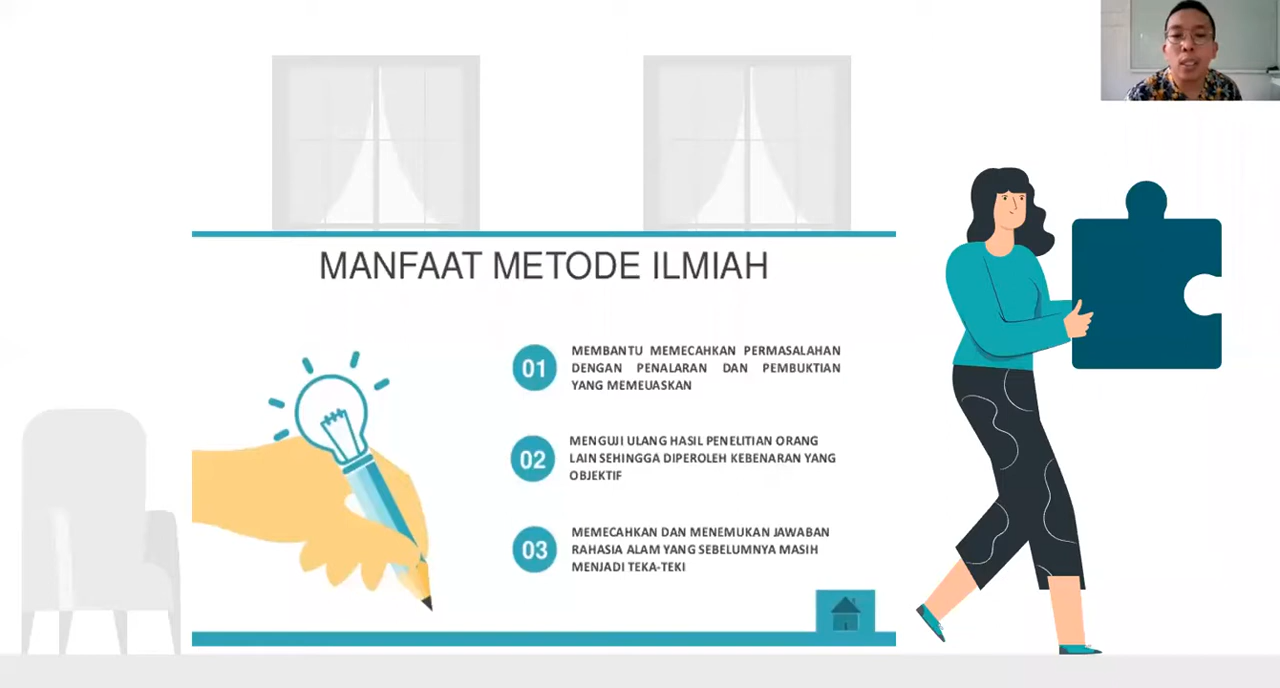 MANFAAT METODE ILMIAH
01
MEMBANTU MEMECAHKAN PERMASALAHAN
DENGAN PENALARAN DAN PEMBUKTIAN
YANG MEMEUASKAN
02
MENGUJI ULANG HASIL PENELITIAN ORANG
LAIN SEHINGGA DIPEROLEH KEBENARAN YANG
OBJEKTIF
03
MEMECAHKAN DAN MENEMUKAN JAWABAN
RAHASIA ALAM YANG SEBELUMNYA MASIH
MENJADI TEKA-TEKI